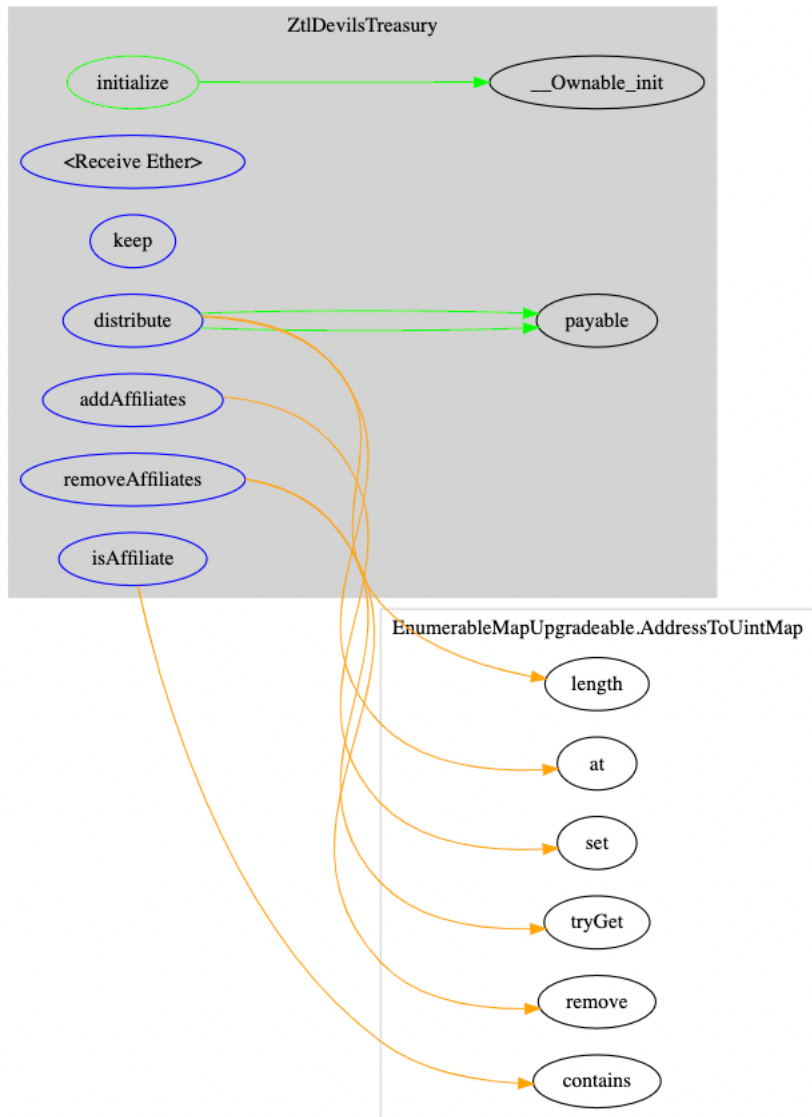 ZtlDevilsTreasury
initialize
__Ownable_init
<Receive Ether>
keep
distribute
payable
addAffiliates
removeAffiliates
isAffiliate
EnumerableMapUpgradeable.AddressToUintMap
length
at
set
tryGet
remove
contains